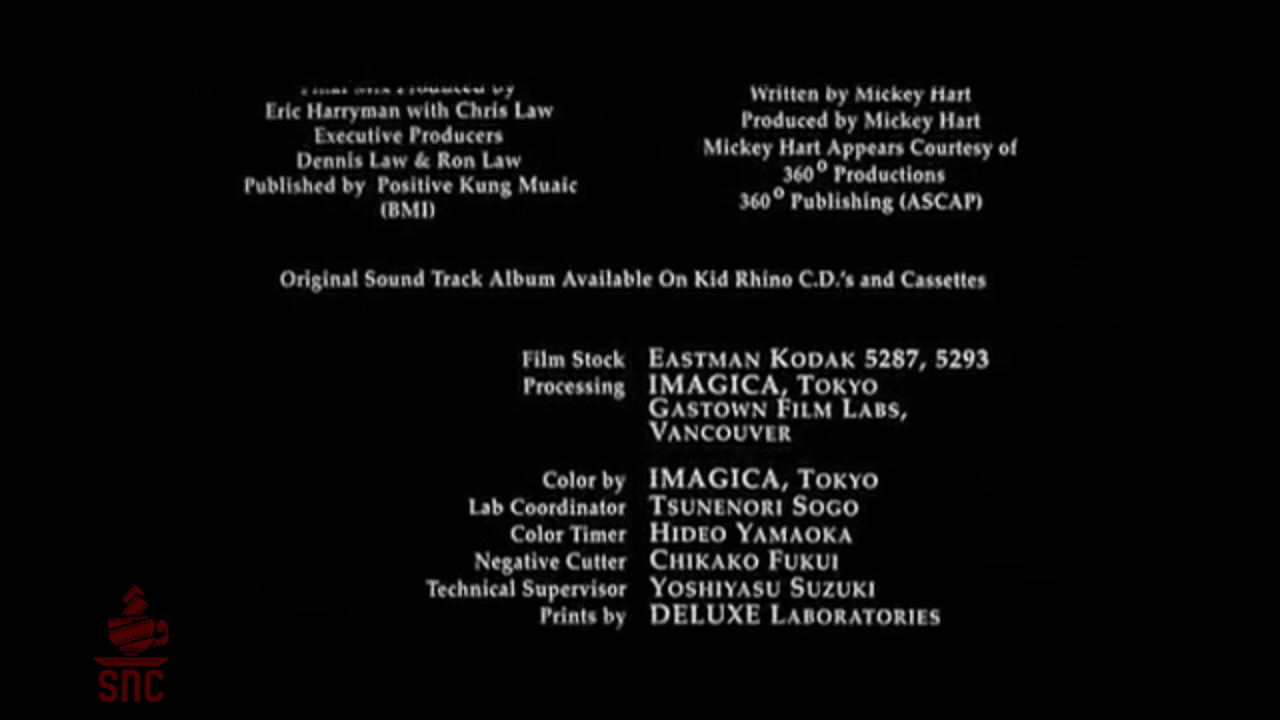 Final Mix Produced by
Eric Harryman with Chris Law
Executive Producers
Dennis Law & Ron Law
Published by Positive Kung Muaic
(BMI)
Written by Mickey Hart
Produced by Mickey Hart
Mickey Hart Appears Courtesy of
360° Productions
360° Publishing (ASCAP)
Original Sound Track Album Available On Kid Rhino C.D.'s and Cassettes
Film Stock EASTMAN KODAK 5287, 5293
Processing IMAGICA, TOKYO
GASTOWN FILM LABS,
VANCOUVER
Color by IMAGICA, TOKYO
Lab Coordinator TSUNENORI SOGO
Color Timer HIDEO YAMAOKA
Negative Cutter CHIKAKO FUKUI
Technical Supervisor YOSHIYASU SUZUKI
Prints by DELUXE LABORATORIES
SNC